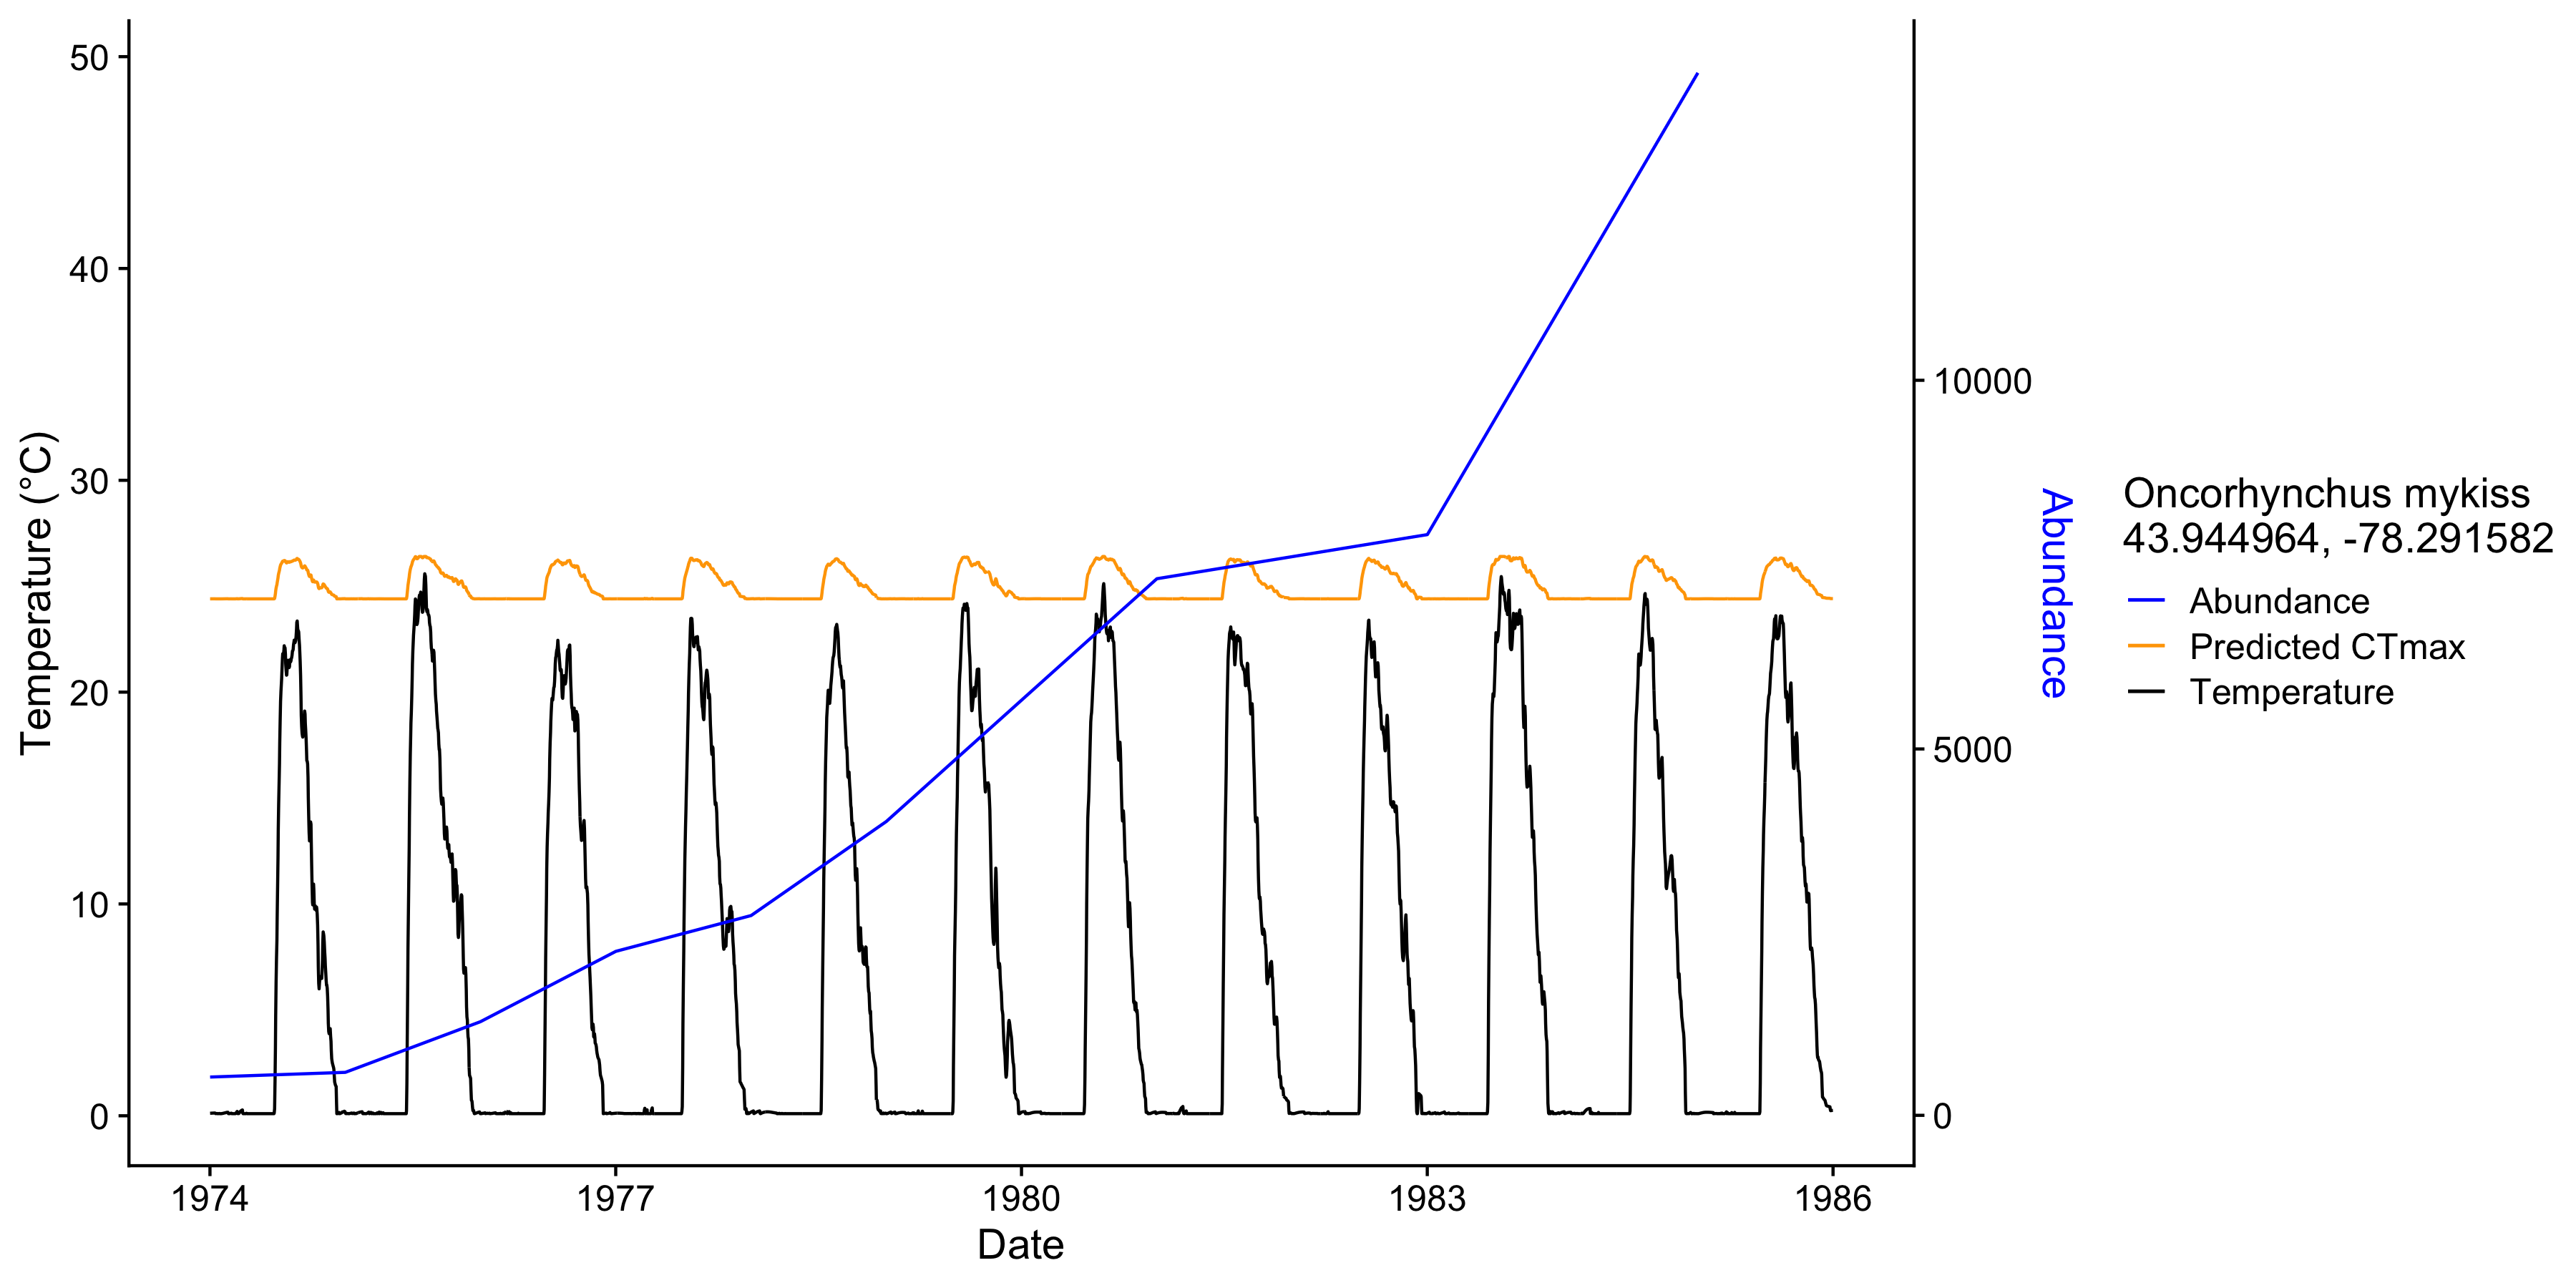 50
40
30
20
10
0
Temperature (°C)
1974
1977
1980
1983
1986
Date
10000
5000
0
Abundance
Oncorhynchus mykiss
43.944964, -78.291582
Abundance
Predicted CTmax
Temperature